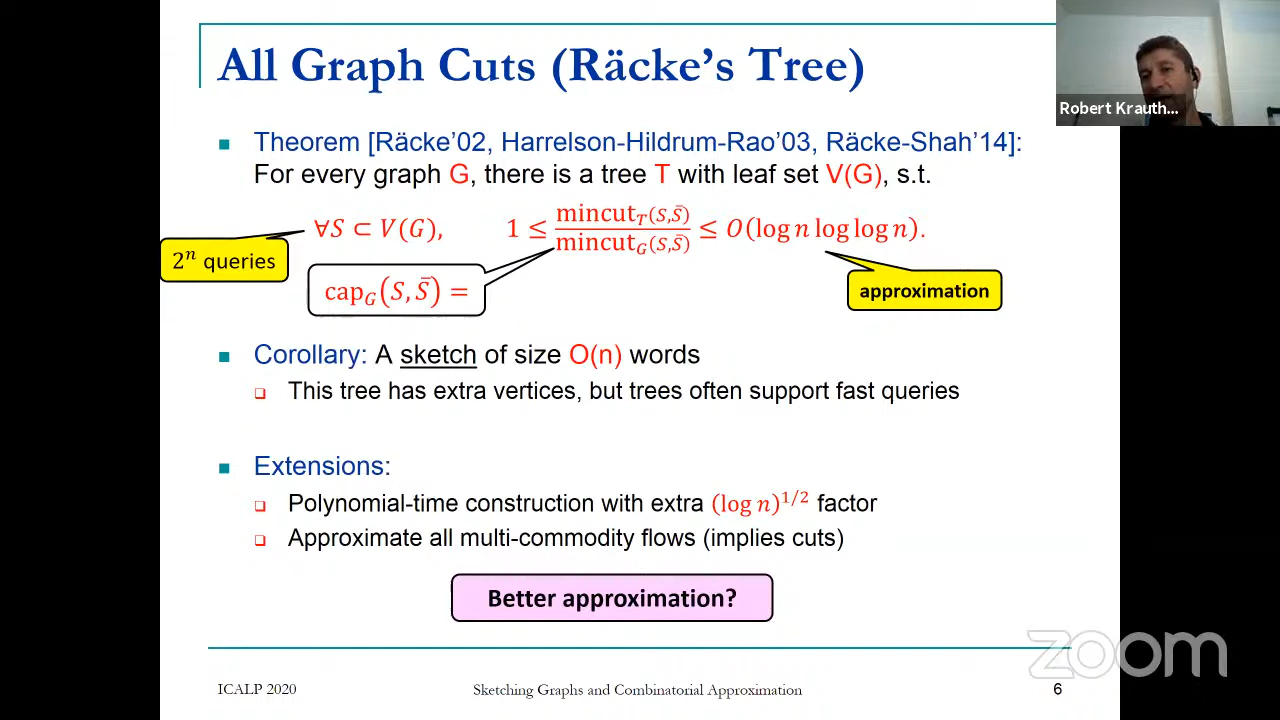 All Graph Cuts (Räcke's Tree)
Robert Krauth...
Theorem [Räcke'02, Harrelson-Hildrum-Rao'03, Räcke-Shah'14]:
For every graph G, there is a tree T with leaf set V(G), s.t.
∀S ⊂ V(G), 1 ≤ mincut_T(S,S̄) / mincut_G(S,S̄) ≤ O(log n log log n).
2^n queries
cap_G(S, S̄) =
approximation
Corollary: A sketch of size O(n) words
This tree has extra vertices, but trees often support fast queries
Extensions:
Polynomial-time construction with extra (log n)^{1/2} factor
Approximate all multi-commodity flows (implies cuts)
Better approximation?
zoom
ICALP 2020
Sketching Graphs and Combinatorial Approximation
6